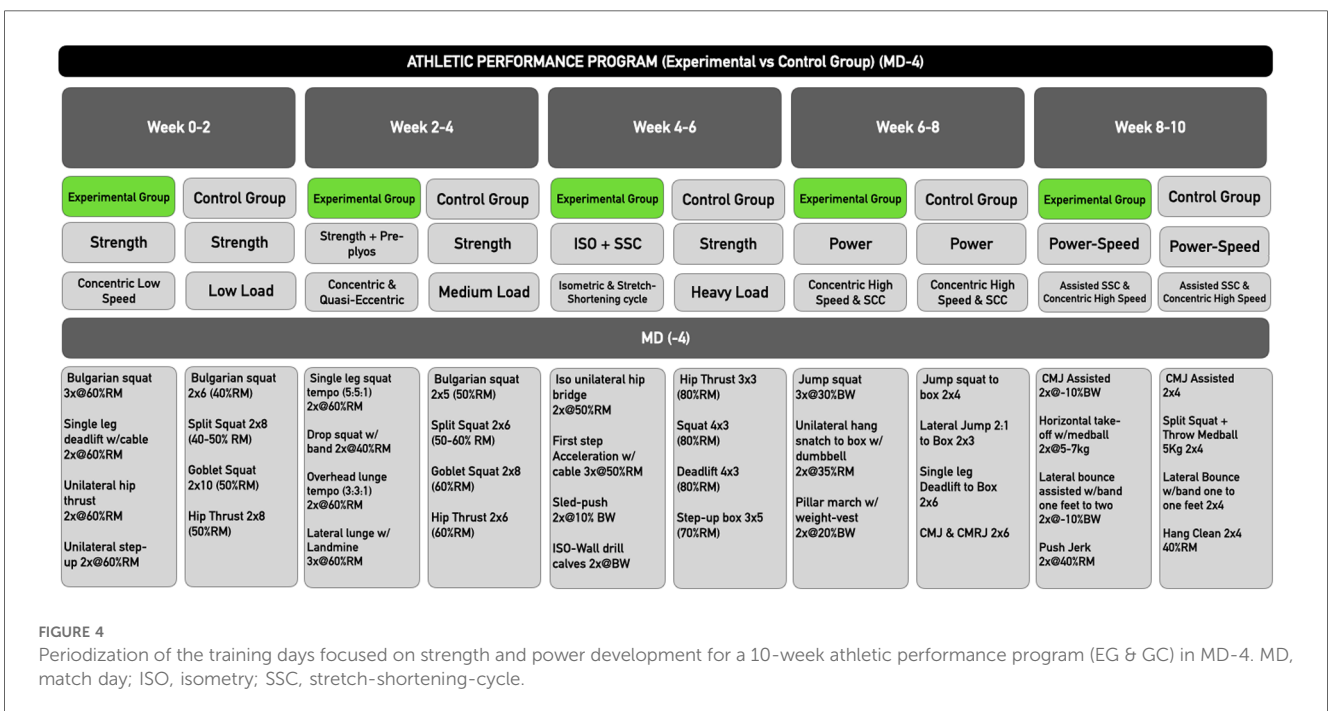 ATHLETIC PERFORMANCE PROGRAM (Experimental vs Control Group) (MD-4)
Week 0-2
Week 2-4
Week 4-6
Week 6-8
Week 8-10
Experimental Group
Control Group
Experimental Group
Control Group
Experimental Group
Control Group
Experimental Group
Control Group
Experimental Group
Control Group
Strength
Strength
Strength + Pre-
plyos
Strength
ISO + SSC
Strength
Power
Power
Power-Speed
Power-Speed
Concentric Low
Speed
Low Load
Concentric &
Quasi-Eccentric
Medium Load
Isometric & Stretch-
Shortening cycle
Heavy Load
Concentric High
Speed & SCC
Concentric High
Speed & SCC
Assisted SSC &
Concentric High Speed
Assisted SSC &
Concentric High Speed
MD (-4)
Bulgarian squat
3x@60%RM
Single leg
deadlift w/cable
2x@60%RM
Unilateral hip
thrust
2x@60%RM
Unilateral step-
up 2x@60%RM
Bulgarian squat
2x6 (40%RM)
Split Squat 2x8
(40-50% RM)
Goblet Squat
2x10 (50%RM)
Hip Thrust 2x8
(50%RM)
Single leg squat
tempo (5:5:1)
2x@60%RM
Drop squat w/
band 2x@40%RM
Overhead lunge
tempo (3:3:1)
2x@60%RM
Lateral lunge w/
Landmine
3x@60%RM
Bulgarian squat
2x5 (50%RM)
Split Squat 2x6
(50-60% RM)
Goblet Squat 2x8
(60%RM)
Hip Thrust 2x6
(60%RM)
Iso unilateral hip
bridge
2x@50%RM
First step
Acceleration w/
cable 3x@50%RM
Sled-push
2x@10% BW
ISO-Wall drill
calves 2x@BW
Hip Thrust 3x3
(80%RM)
Squat 4x3
(80%RM)
Deadlift 4x3
(80%RM)
Step-up box 3x5
(70%RM)
Jump squat
3x@30%BW
Unilateral hang
snatch to box w/
dumbbell
2x@35%RM
Pillar march w/
weight-vest
2x@20%BW
Jump squat to
box 2x4
Lateral Jump 2:1
to Box 2x3
Single leg
Deadlift to Box
2x6
CMJ & CMRJ 2x6
CMJ Assisted
2x@-10%BW
Horizontal take-
off w/medball
2x@5-7kg
Lateral bounce
assisted w/band
one feet to two
2x@-10%BW
Push Jerk
2x@40%RM
CMJ Assisted
2x4
Split Squat +
Throw Medball
5Kg 2x4
Lateral Bounce
w/band one to
one feet 2x4
Hang Clean 2x4
40%RM
FIGURE 4
Periodization of the training days focused on strength and power development for a 10-week athletic performance program (EG & GC) in MD-4. MD,
match day; ISO, isometry; SSC, stretch-shortening-cycle.